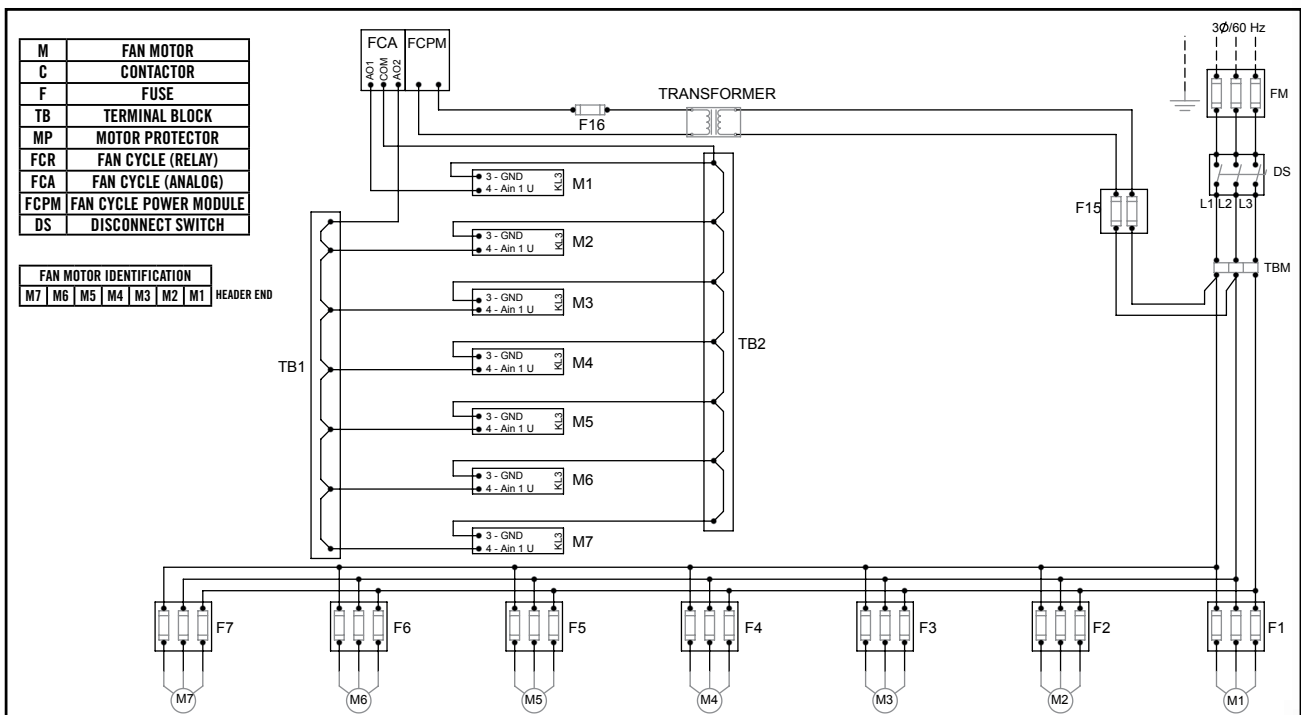 M FAN MOTOR
C CONTACTOR
F FUSE
TB TERMINAL BLOCK
MP MOTOR PROTECTOR
FCR FAN CYCLE (RELAY)
FCA FAN CYCLE (ANALOG)
FCPM FAN CYCLE POWER MODULE
DS DISCONNECT SWITCH
FAN MOTOR IDENTIFICATION
M7 M6 M5 M4 M3 M2 M1 HEADER END
FCA FCPM
AO1 COM AO2
F16
TRANSFORMER
3Ø/60 Hz
FM
DS
L1 L2 L3
F15
TBM
TB1
TB2
3 - GND
4 - Ain 1 U
KL3
M1
3 - GND
4 - Ain 1 U
KL3
M2
3 - GND
4 - Ain 1 U
KL3
M3
3 - GND
4 - Ain 1 U
KL3
M4
3 - GND
4 - Ain 1 U
KL3
M5
3 - GND
4 - Ain 1 U
KL3
M6
3 - GND
4 - Ain 1 U
KL3
M7
F7 F6 F5 F4 F3 F2 F1
M7 M6 M5 M4 M3 M2 M1